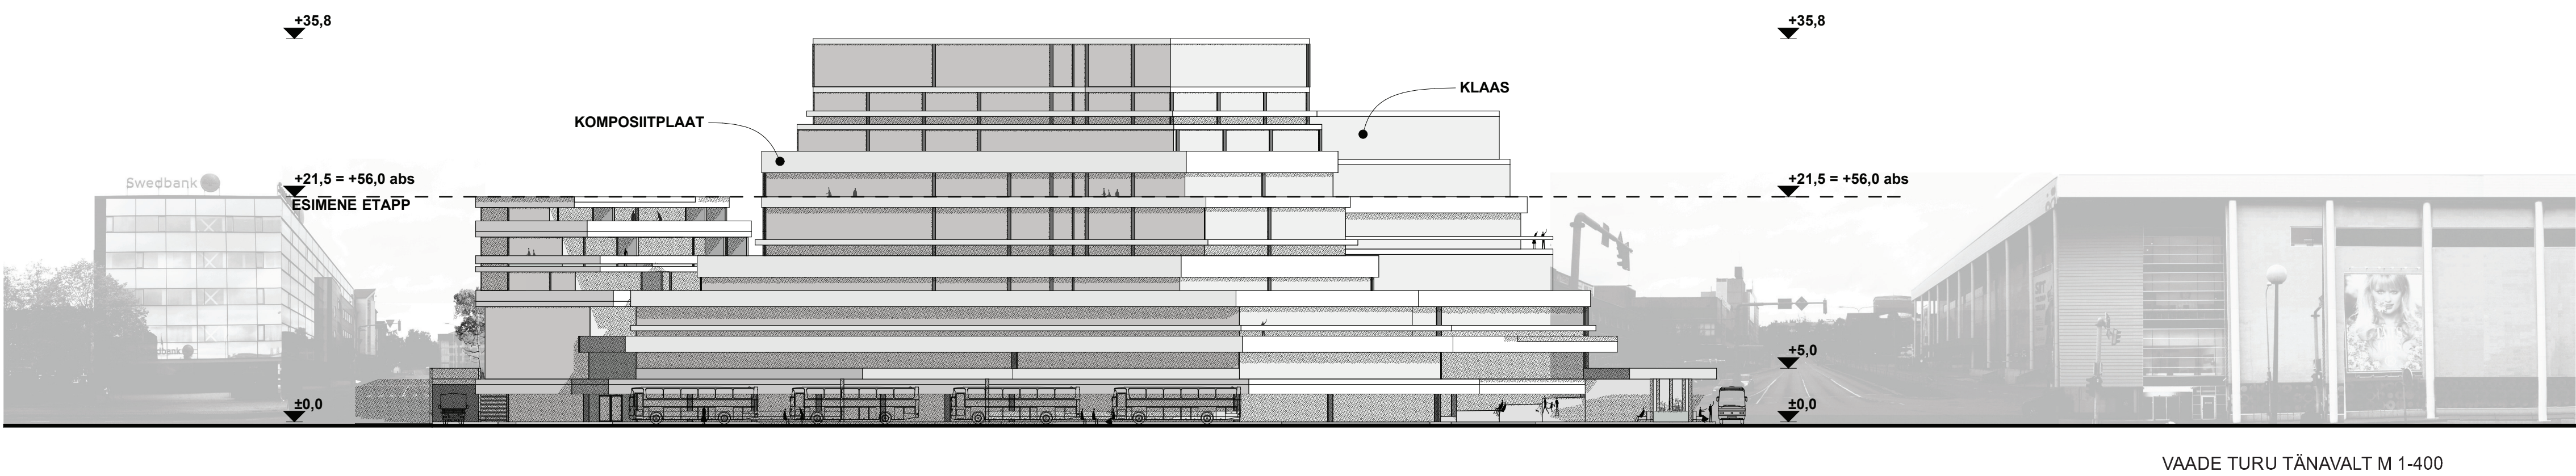 +35,8
+35,8
KLAAS
KOMPOSIITPLAAT
Swedbank
+21,5 = +56,0 abs
+21,5 = +56,0 abs
ESIMENE ETAPP
+5,0
dbank
±0,0
±0,0
VAADE TURU TÄNAVALT M 1-400